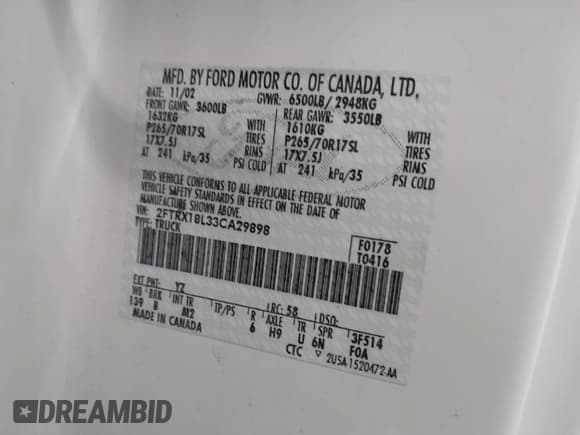 MFD. BY FORD MOTOR CO. OF CANADA, LTD.
DATE: 11/02 GVWR: 6500LB/ 2948KG
FRONT GAWR: 3600LB REAR GAWR: 3550LB
1632KG WITH 1610KG WITH
P265/70R17SL TIRES P265/70R17SL TIRES
17X7.5J RINS 17X7.5J RINS
AT 241 kPa/35 PSI COLD AT 241 kPa/35 PSI COLD
THIS VEHICLE CONFORMS TO ALL APPLICABLE FEDERAL MOTOR
VEHICLE SAFETY STANDARDS IN EFFECT ON THE DATE OF
MANUFACTURE SHOWN ABOVE.
VIN: 2FTRX18L33CA29898
TYPE: TRUCK
F0178
T0416
EXT PNT: YZ RC: 58 DSO:
WB BRK INT TR TP/PS R AXLE TR SPR 3F514
139 B M2 6 H9 U 6N FOA
MADE IN CANADA CTC 2USA-1520472-AA
DREAMBID